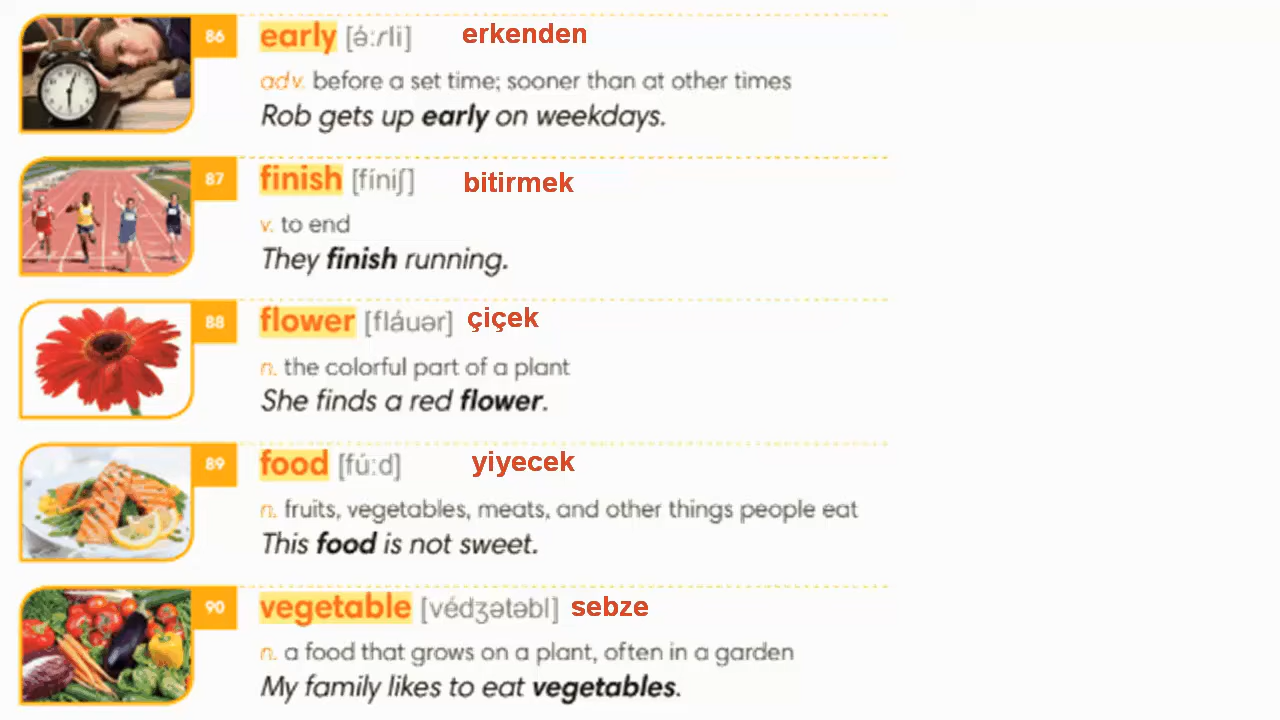 86 early [ə́ːrli] erkenden
adv. before a set time; sooner than at other times
Rob gets up early on weekdays.
87 finish [fíniʃ] bitirmek
v. to end
They finish running.
88 flower [fláuər] çiçek
n. the colorful part of a plant
She finds a red flower.
89 food [fúːd] yiyecek
n. fruits, vegetables, meats, and other things people eat
This food is not sweet.
90 vegetable [védʒətəbl] sebze
n. a food that grows on a plant, often in a garden
My family likes to eat vegetables.